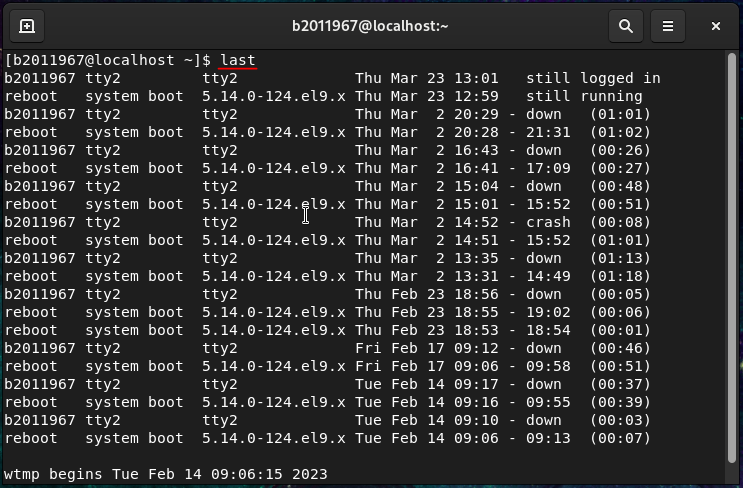 b2011967@localhost:~
[b2011967@localhost ~]$ last
b2011967 tty2         tty2             Thu Mar 23 13:01   still logged in
reboot   system boot  5.14.0-124.el9.x Thu Mar 23 12:59   still running
b2011967 tty2         tty2             Thu Mar  2 20:29 - down   (01:01)
reboot   system boot  5.14.0-124.el9.x Thu Mar  2 20:28 - 21:31  (01:02)
b2011967 tty2         tty2             Thu Mar  2 16:43 - down   (00:26)
reboot   system boot  5.14.0-124.el9.x Thu Mar  2 16:41 - 17:09  (00:27)
b2011967 tty2         tty2             Thu Mar  2 15:04 - down   (00:48)
reboot   system boot  5.14.0-124.el9.x Thu Mar  2 15:01 - 15:52  (00:51)
b2011967 tty2         tty2             Thu Mar  2 14:52 - crash  (00:08)
reboot   system boot  5.14.0-124.el9.x Thu Mar  2 14:51 - 15:52  (01:01)
b2011967 tty2         tty2             Thu Mar  2 13:35 - down   (01:13)
reboot   system boot  5.14.0-124.el9.x Thu Mar  2 13:31 - 14:49  (01:18)
b2011967 tty2         tty2             Thu Feb 23 18:56 - down   (00:05)
reboot   system boot  5.14.0-124.el9.x Thu Feb 23 18:55 - 19:02  (00:06)
reboot   system boot  5.14.0-124.el9.x Thu Feb 23 18:53 - 18:54  (00:01)
b2011967 tty2         tty2             Fri Feb 17 09:12 - down   (00:46)
reboot   system boot  5.14.0-124.el9.x Fri Feb 17 09:06 - 09:58  (00:51)
b2011967 tty2         tty2             Tue Feb 14 09:17 - down   (00:37)
reboot   system boot  5.14.0-124.el9.x Tue Feb 14 09:16 - 09:55  (00:39)
b2011967 tty2         tty2             Tue Feb 14 09:10 - down   (00:03)
reboot   system boot  5.14.0-124.el9.x Tue Feb 14 09:06 - 09:13  (00:07)
wtmp begins Tue Feb 14 09:06:15 2023